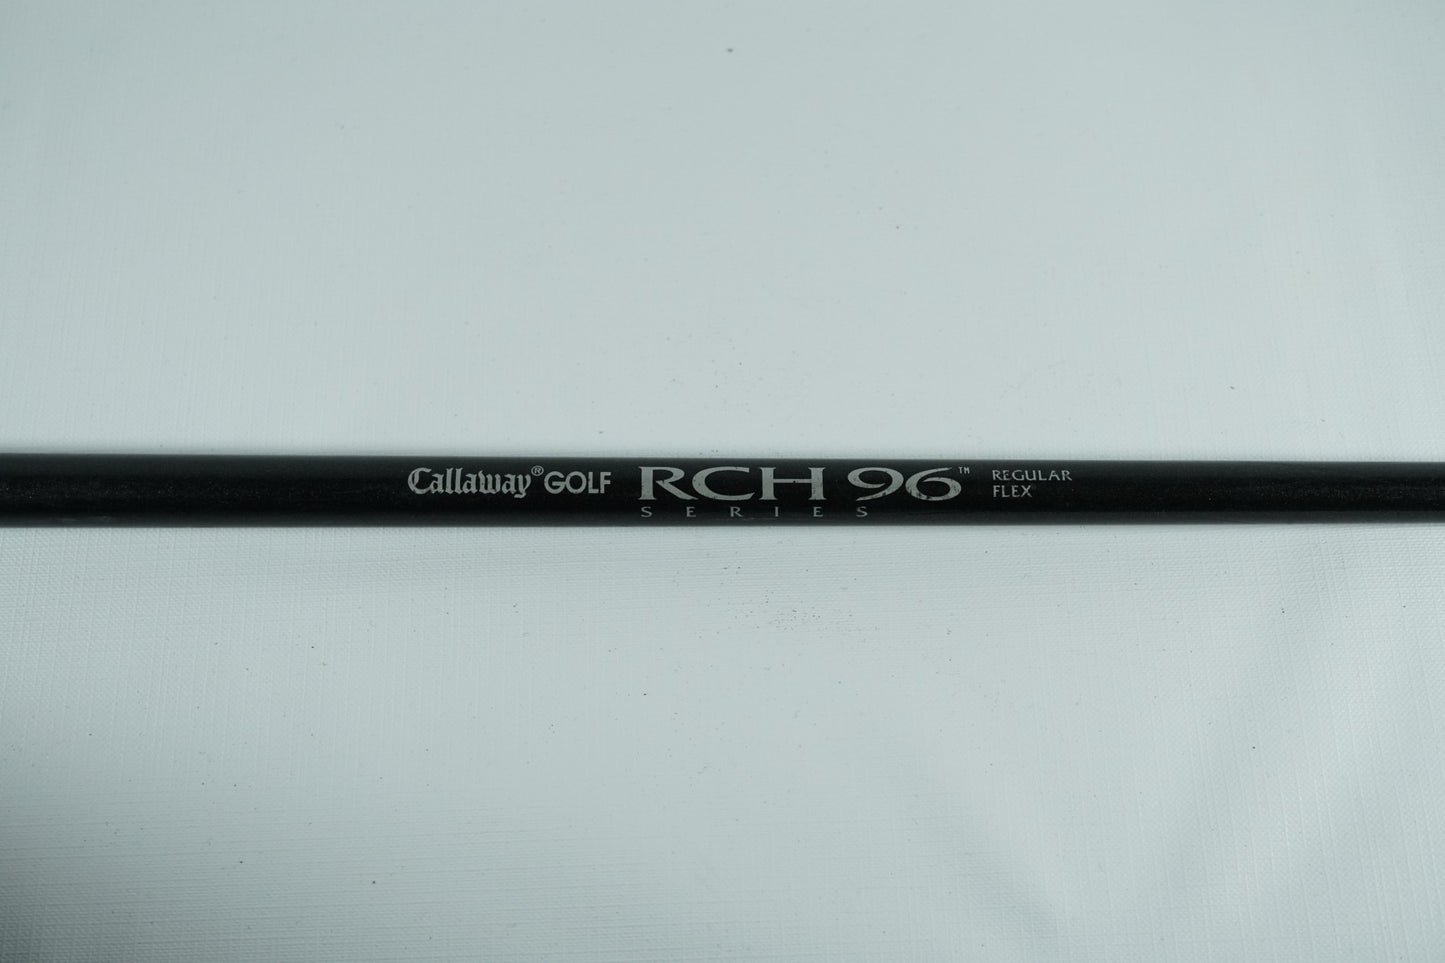 Callaway® GOLF RCH 96™ REGULAR
SERIES FLEX